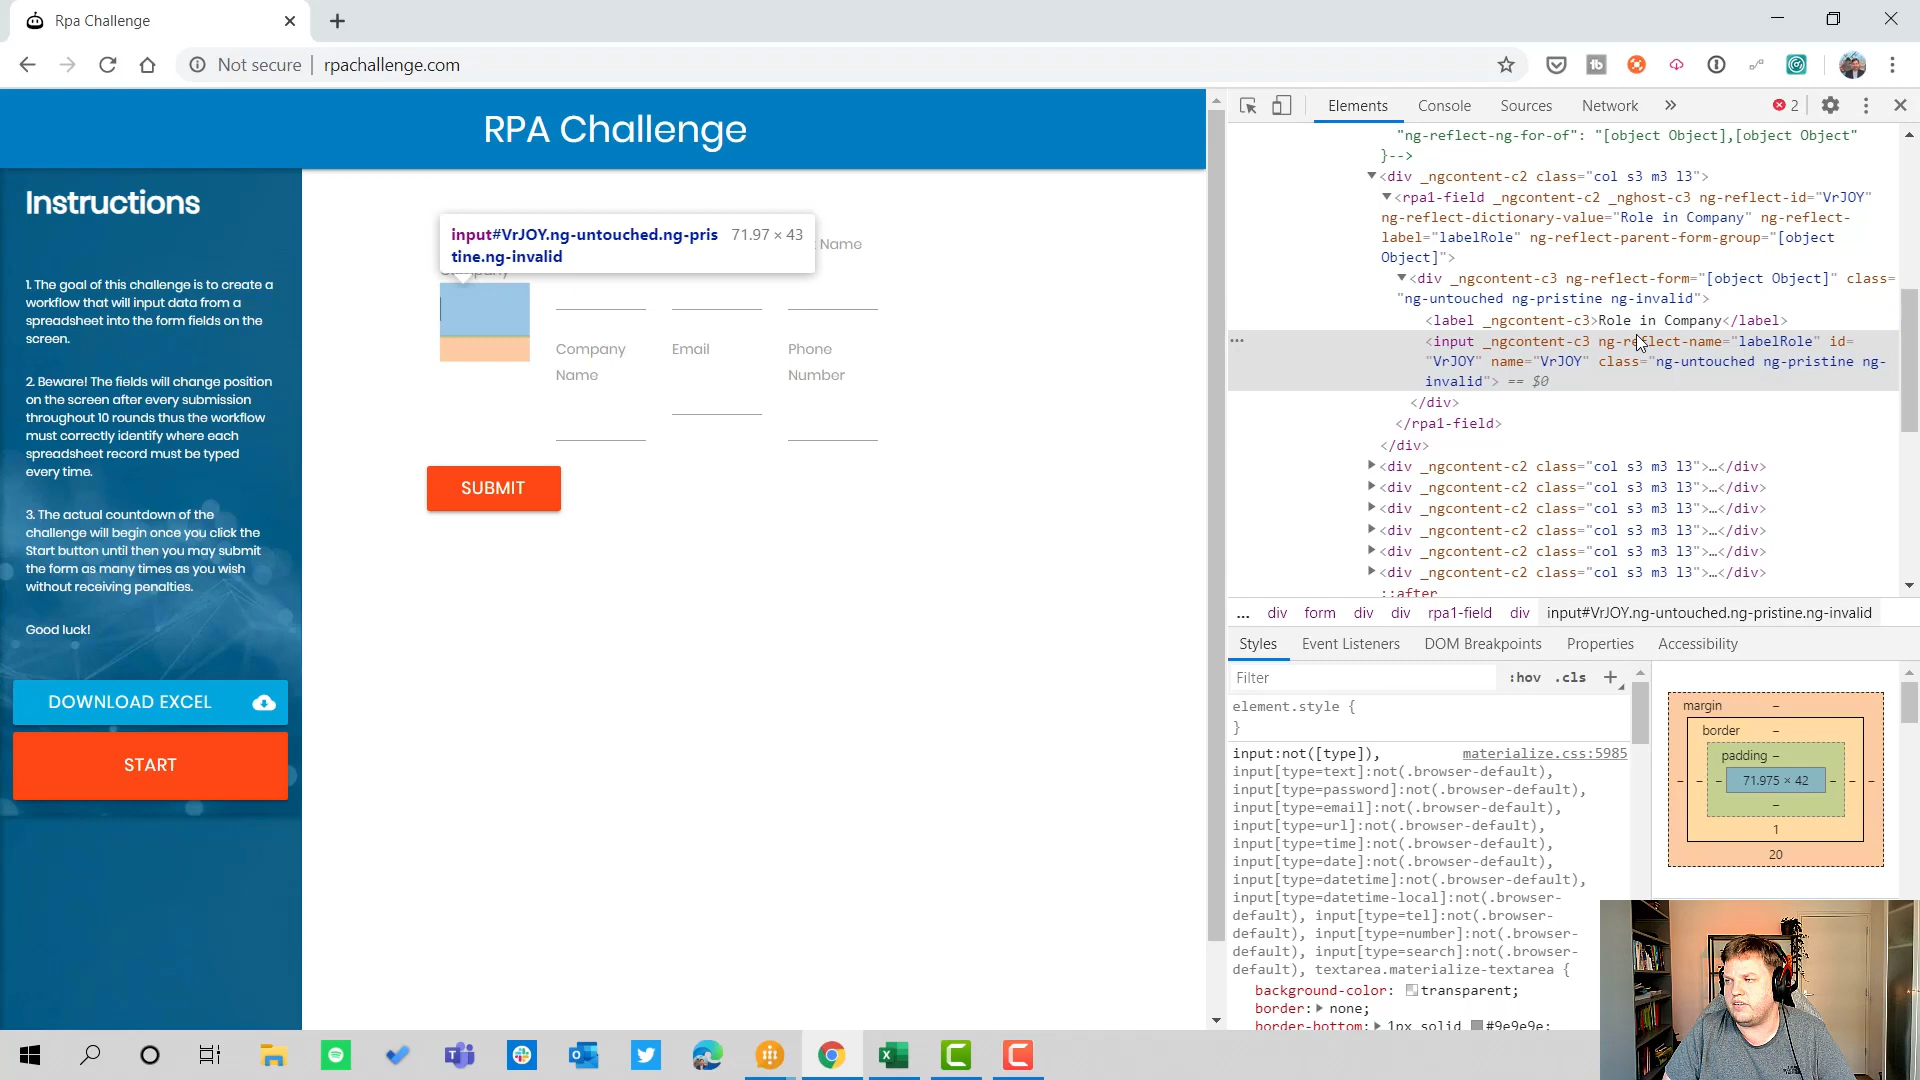 Rpa Challenge
Not secure | rpachallenge.com
RPA Challenge
Instructions
1. The goal of this challenge is to create a
workflow that will input data from a
spreadsheet into the form fields on the
screen.
2. Beware! The fields will change position
on the screen after every submission
throughout 10 rounds thus the workflow
must correctly identify where each
spreadsheet record must be typed
every time.
3. The actual countdown of the
challenge will begin once you click the
Start button until then you may submit
the form as many times as you wish
without receiving penalties.
Good luck!
DOWNLOAD EXCEL
START
input#VrJOY.ng-untouched.ng-pris
tine.ng-invalid
71.97 × 43
Name
Company
Name
Email
Phone
Number
SUBMIT
Elements
Console
Sources
Network
2
"ng-reflect-ng-for-of": "[object Object],[object Object"
}-->
<div _ngcontent-c2 class="col s3 m3 l3">
<rpa1-field _ngcontent-c2 _nghost-c3 ng-reflect-id="VrJOY"
ng-reflect-dictionary-value="Role in Company" ng-reflect-
label="labelRole" ng-reflect-parent-form-group="[object
Object]">
<div _ngcontent-c3 ng-reflect-form="[object Object]" class=
"ng-untouched ng-pristine ng-invalid">
<label _ngcontent-c3>Role in Company</label>
<input _ngcontent-c3 ng-reflect-name="labelRole" id=
"VrJOY" name="VrJOY" class="ng-untouched ng-pristine ng-
invalid"> == $0
</div>
</rpa1-field>
</div>
<div _ngcontent-c2 class="col s3 m3 l3">…</div>
<div _ngcontent-c2 class="col s3 m3 l3">…</div>
<div _ngcontent-c2 class="col s3 m3 l3">…</div>
<div _ngcontent-c2 class="col s3 m3 l3">…</div>
<div _ngcontent-c2 class="col s3 m3 l3">…</div>
<div _ngcontent-c2 class="col s3 m3 l3">…</div>
::after
... div form div div rpa1-field div input#VrJOY.ng-untouched.ng-pristine.ng-invalid
Styles Event Listeners DOM Breakpoints Properties Accessibility
Filter
:hov .cls +
element.style {
}
input:not([type]),
materialize.css:5985
input[type=text]:not(.browser-default),
input[type=password]:not(.browser-default),
input[type=email]:not(.browser-default),
input[type=url]:not(.browser-default),
input[type=time]:not(.browser-default),
input[type=date]:not(.browser-default),
input[type=datetime]:not(.browser-default),
input[type=datetime-local]:not(.browser-
default), input[type=tel]:not(.browser-
default), input[type=number]:not(.browser-
default), input[type=search]:not(.browser-
default), textarea.materialize-textarea {
background-color: transparent;
border: none;
border-bottom: 1px solid #9e9e9e;
margin –
border –
padding –
– – – 71.975 × 42 – – –
–
1
20